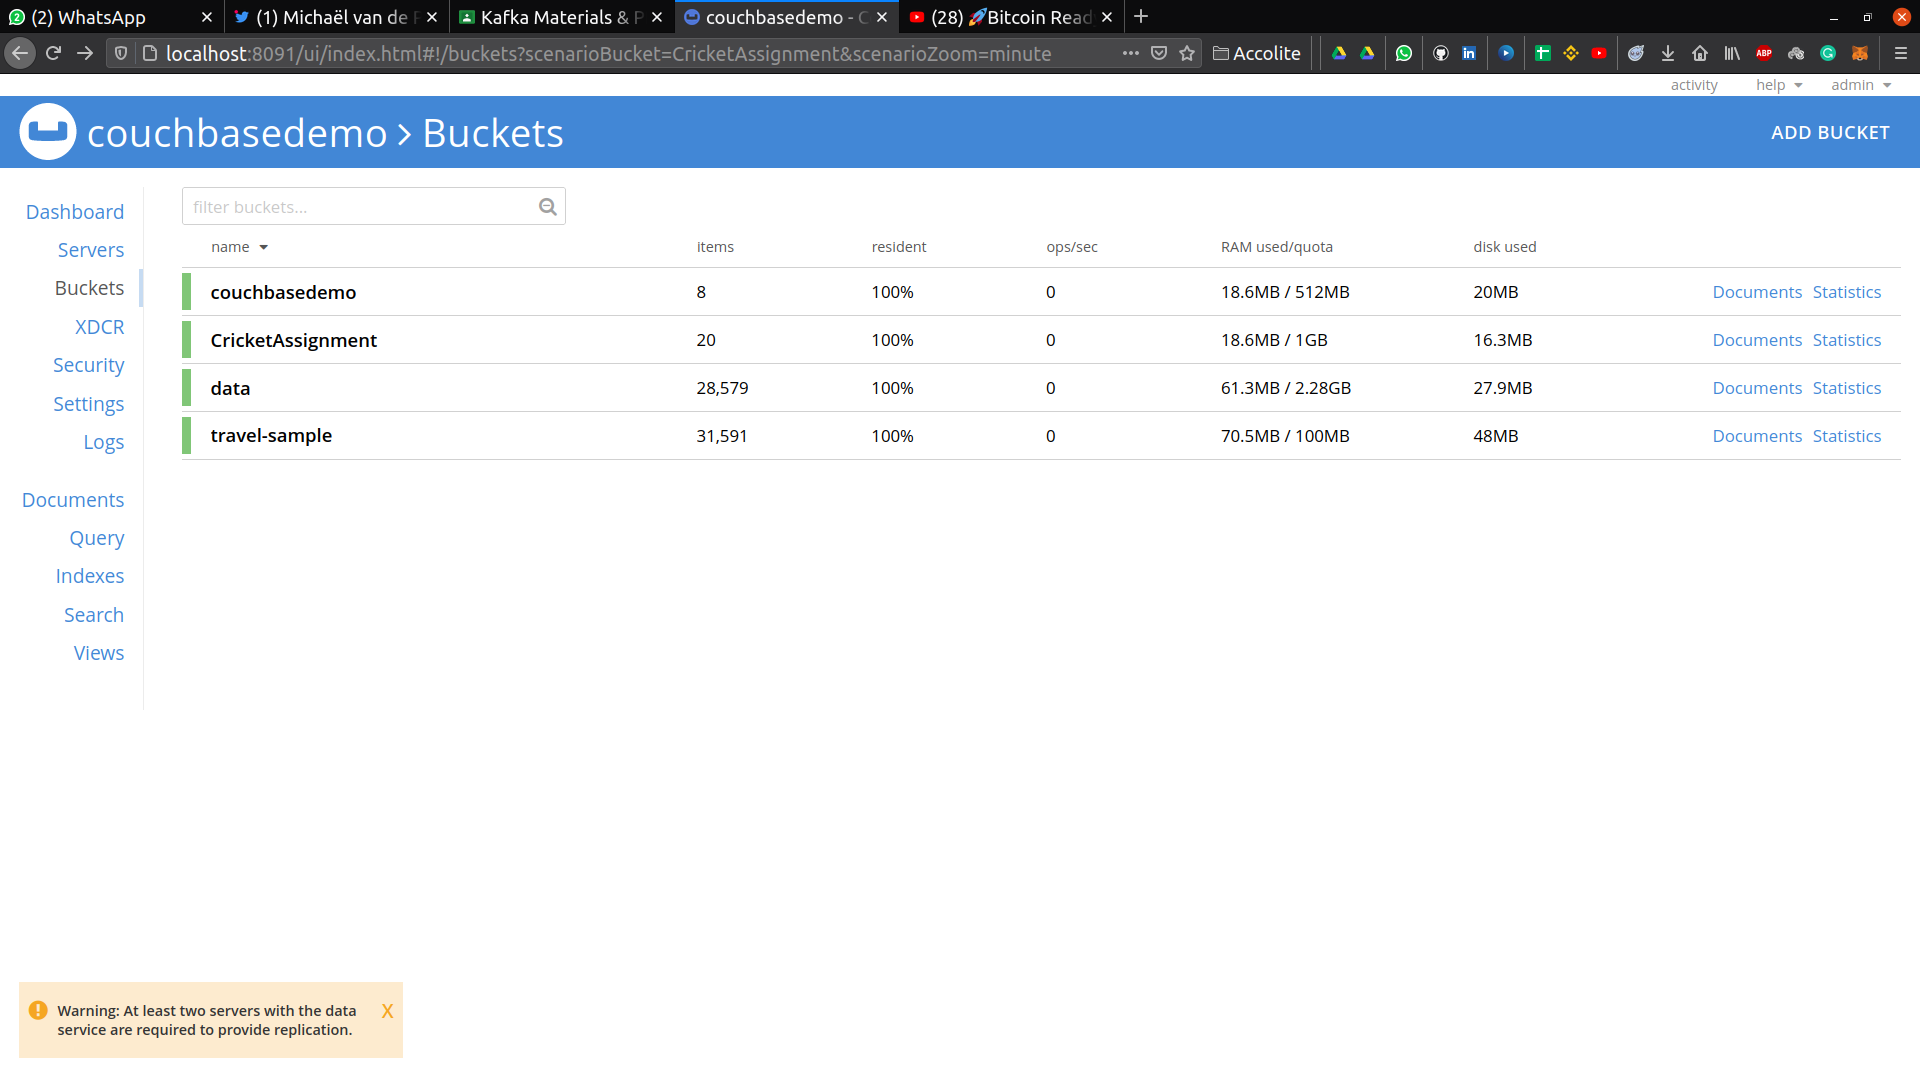 (2) WhatsApp
(1) Michaël van de
Kafka Materials &
couchbasedemo -
(28) 🚀Bitcoin Read
localhost:8091/ui/index.html#!/buckets?scenarioBucket=CricketAssignment&scenarioZoom=minute
Accolite
ABP
activity help admin
couchbasedemo > Buckets
ADD BUCKET
Dashboard
Servers
Buckets
XDCR
Security
Settings
Logs
Documents
Query
Indexes
Search
Views
filter buckets...
name items resident ops/sec RAM used/quota disk used
couchbasedemo 8 100% 0 18.6MB / 512MB 20MB Documents Statistics
CricketAssignment 20 100% 0 18.6MB / 1GB 16.3MB Documents Statistics
data 28,579 100% 0 61.3MB / 2.28GB 27.9MB Documents Statistics
travel-sample 31,591 100% 0 70.5MB / 100MB 48MB Documents Statistics
Warning: At least two servers with the data
service are required to provide replication.
X